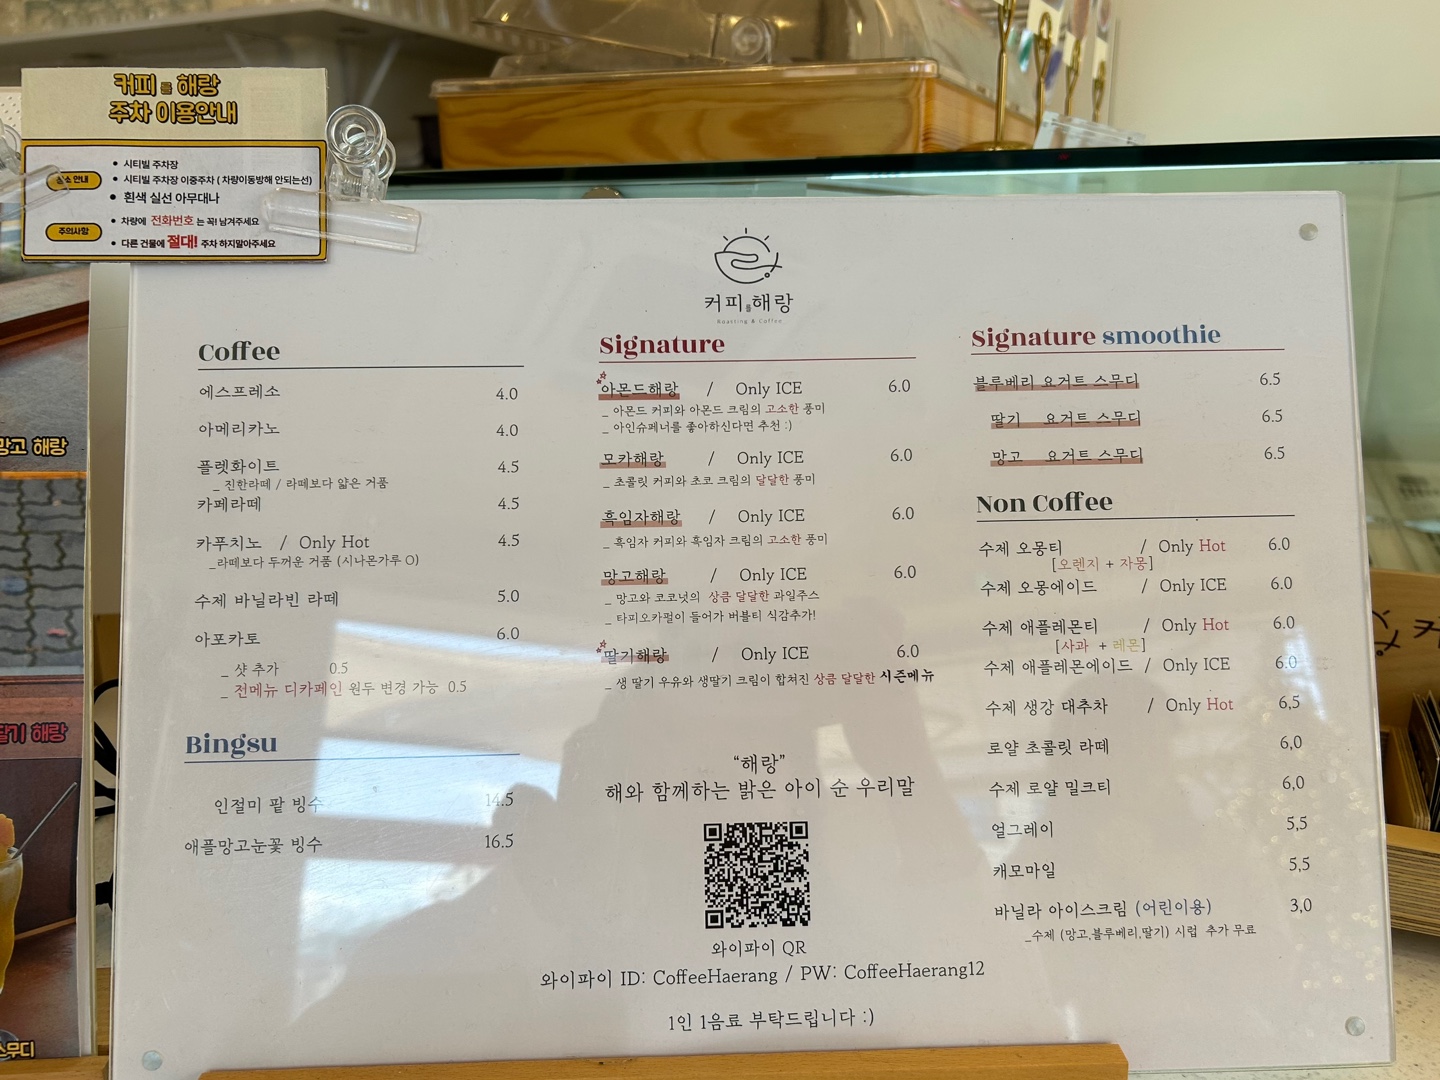 커피를 해랑
주차 이용안내
장소 안내
• 시티빌 주차장
• 시티빌 주차장 이중주차 ( 차량이동방해 안되는선)
• 흰색 실선 아무대나
주의사항
• 차량에 전화번호 는 꼭! 남겨주세요
• 다른 건물에 절대! 주차 하지말아주세요
망고 해랑
딸기 해랑
스무디
커피를해랑
Roasting & Coffee
Coffee
에스프레소 4.0
아메리카노 4.0
플렛화이트 4.5
_ 진한라떼 / 라떼보다 얇은 거품
카페라떼 4.5
카푸치노 / Only Hot 4.5
_라떼보다 두꺼운 거품 (시나몬가루 O)
수제 바닐라빈 라떼 5.0
아포카토 6.0
_ 샷 추가 0.5
_ 전메뉴 디카페인 원두 변경 가능 0.5
Bingsu
인절미 팥 빙수 14.5
애플망고눈꽃 빙수 16.5
Signature
아몬드해랑 / Only ICE 6.0
_ 아몬드 커피와 아몬드 크림의 고소한 풍미
_ 아인슈페너를 좋아하신다면 추천 :)
모카해랑 / Only ICE 6.0
_ 초콜릿 커피와 초코 크림의 달달한 풍미
흑임자해랑 / Only ICE 6.0
_ 흑임자 커피와 흑임자 크림의 고소한 풍미
망고해랑 / Only ICE 6.0
_ 망고와 코코넛의 상큼 달달한 과일주스
_ 타피오카펄이 들어가 버블티 식감추가!
딸기해랑 / Only ICE 6.0
_ 생 딸기 우유와 생딸기 크림이 합쳐진 상큼 달달한 시즌메뉴
“해랑”
해와 함께하는 밝은 아이 순 우리말
와이파이 QR
와이파이 ID: CoffeeHaerang / PW: CoffeeHaerang12
1인 1음료 부탁드립니다 :)
Signature smoothie
블루베리 요거트 스무디 6.5
딸기 요거트 스무디 6.5
망고 요거트 스무디 6.5
Non Coffee
수제 오몽티 / Only Hot 6.0
[오렌지 + 자몽]
수제 오몽에이드 / Only ICE 6.0
수제 애플레몬티 / Only Hot 6.0
[사과 + 레몬]
수제 애플레몬에이드 / Only ICE 6.0
수제 생강 대추차 / Only Hot 6,5
로얄 초콜릿 라떼 6,0
수제 로얄 밀크티 6,0
얼그레이 5,5
캐모마일 5,5
바닐라 아이스크림 (어린이용) 3,0
_수제 (망고,블루베리,딸기) 시럽 추가 무료